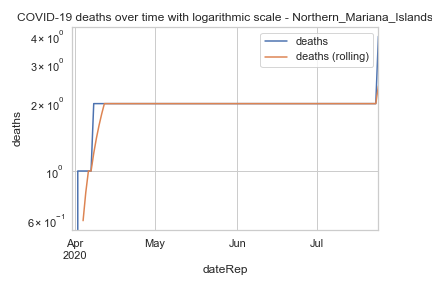 COVID-19 deaths over time with logarithmic scale - Northern_Mariana_Islands
deaths
deaths (rolling)
4 × 10⁰
3 × 10⁰
2 × 10⁰
10⁰
6 × 10⁻¹
deaths
Apr
2020
May
Jun
Jul
dateRep